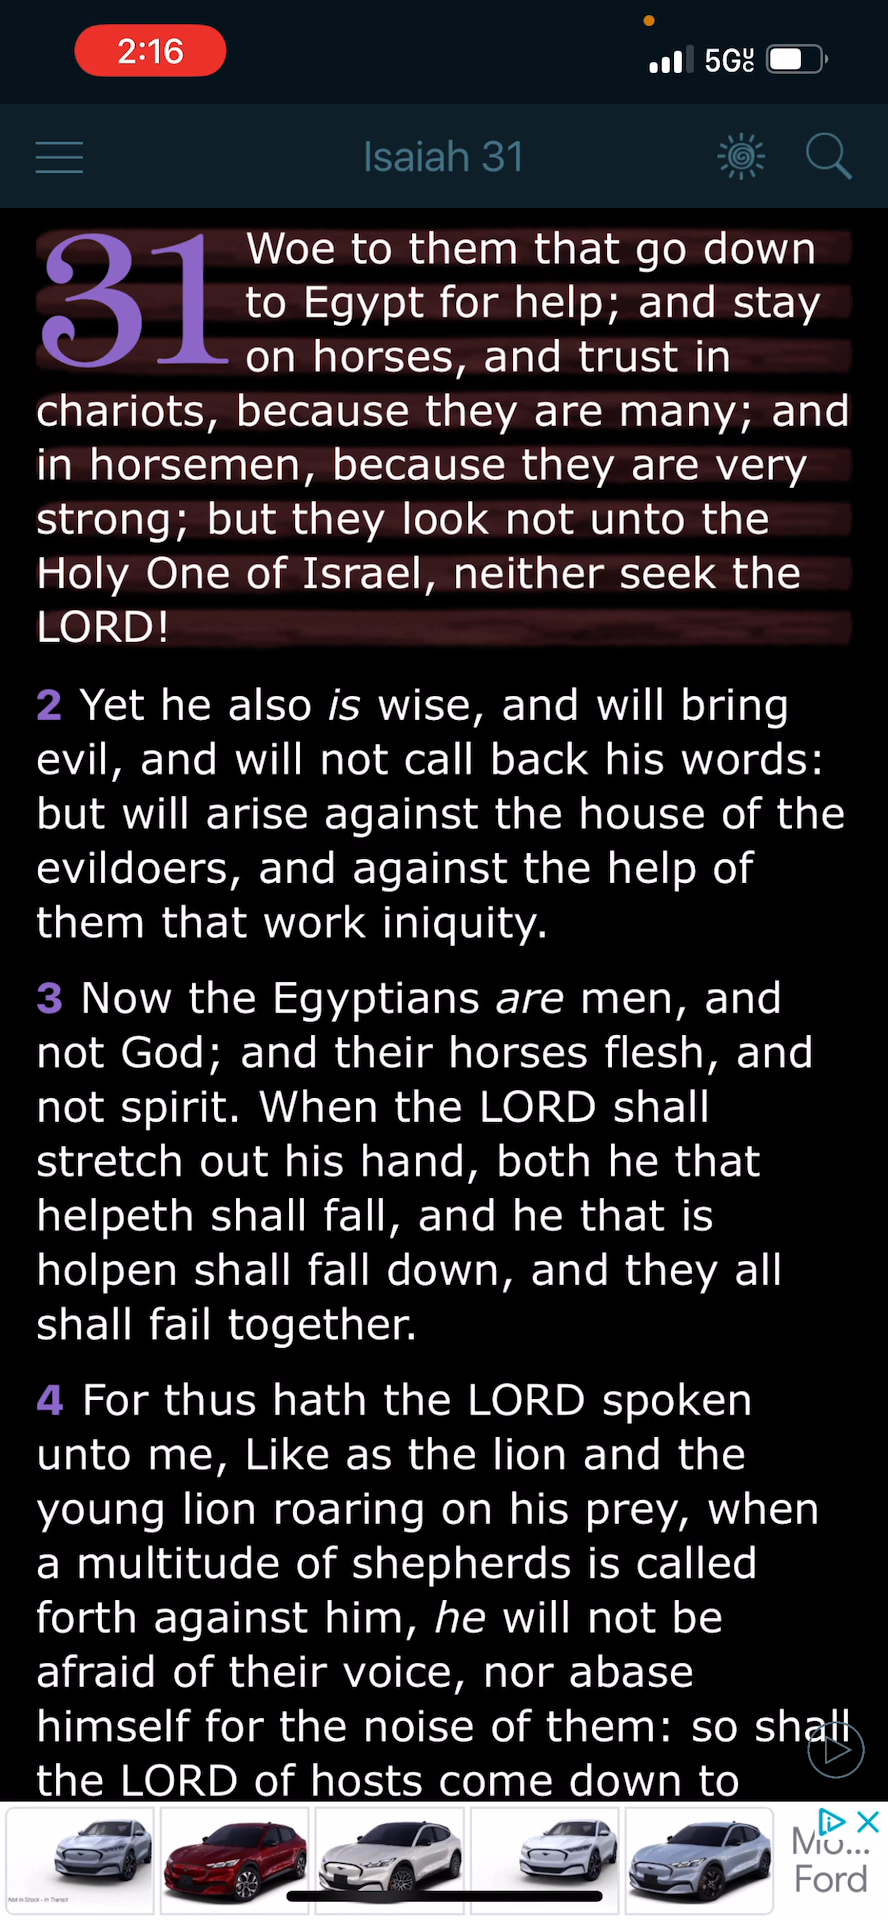 2:16
5G UC
Isaiah 31
31 Woe to them that go down
to Egypt for help; and stay
on horses, and trust in
chariots, because they are many; and
in horsemen, because they are very
strong; but they look not unto the
Holy One of Israel, neither seek the
LORD!
2 Yet he also is wise, and will bring
evil, and will not call back his words:
but will arise against the house of the
evildoers, and against the help of
them that work iniquity.
3 Now the Egyptians are men, and
not God; and their horses flesh, and
not spirit. When the LORD shall
stretch out his hand, both he that
helpeth shall fall, and he that is
holpen shall fall down, and they all
shall fail together.
4 For thus hath the LORD spoken
unto me, Like as the lion and the
young lion roaring on his prey, when
a multitude of shepherds is called
forth against him, he will not be
afraid of their voice, nor abase
himself for the noise of them: so shall
the LORD of hosts come down to
Not in Stock - In Transit
Mo...
Ford